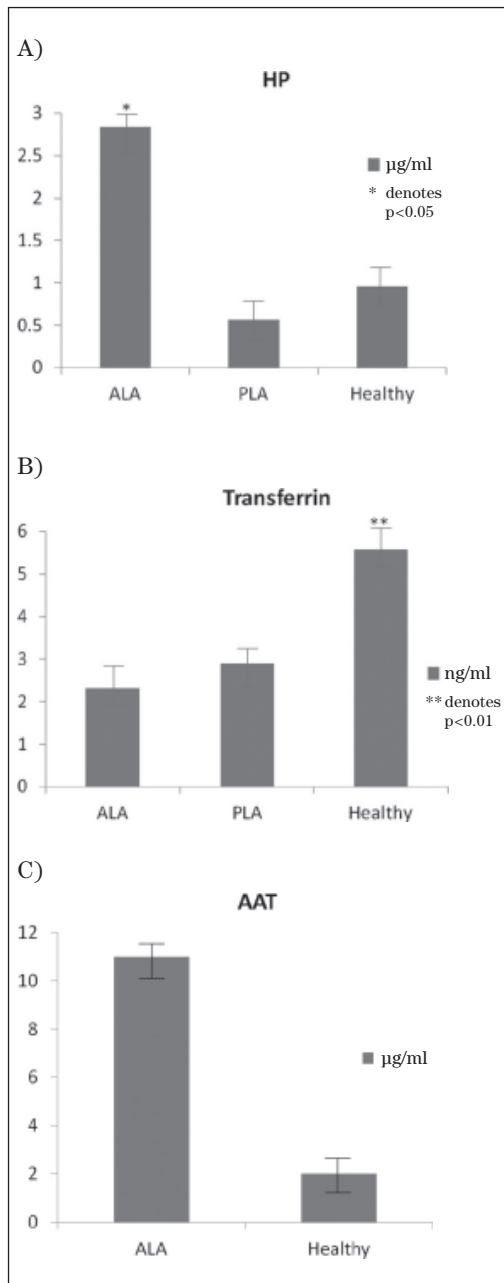 A)
HP
3
2.5
2
1.5
1
0.5
0
*
µg/ml
* denotes
p<0.05
ALA PLA Healthy
B)
Transferrin
6
5
4
3
2
1
0
**
ng/ml
** denotes
p<0.01
ALA PLA Healthy
C)
AAT
12
10
8
6
4
2
0
µg/ml
ALA Healthy